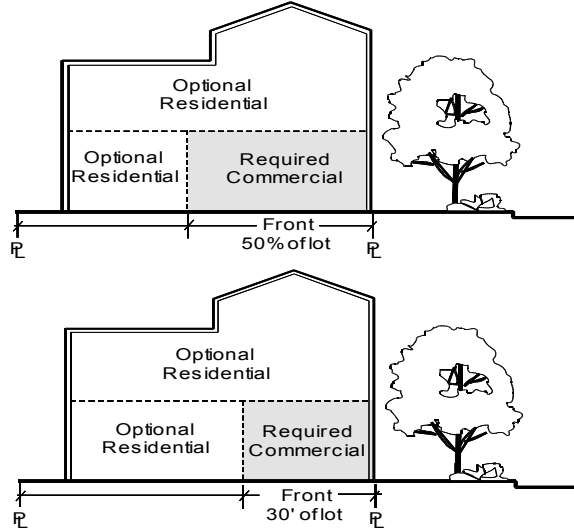 Optional
Residential
Optional
Residential
Required
Commercial
Front
50% of lot
PL
PL
Optional
Residential
Optional
Residential
Required
Commercial
Front
30' of lot
PL
PL